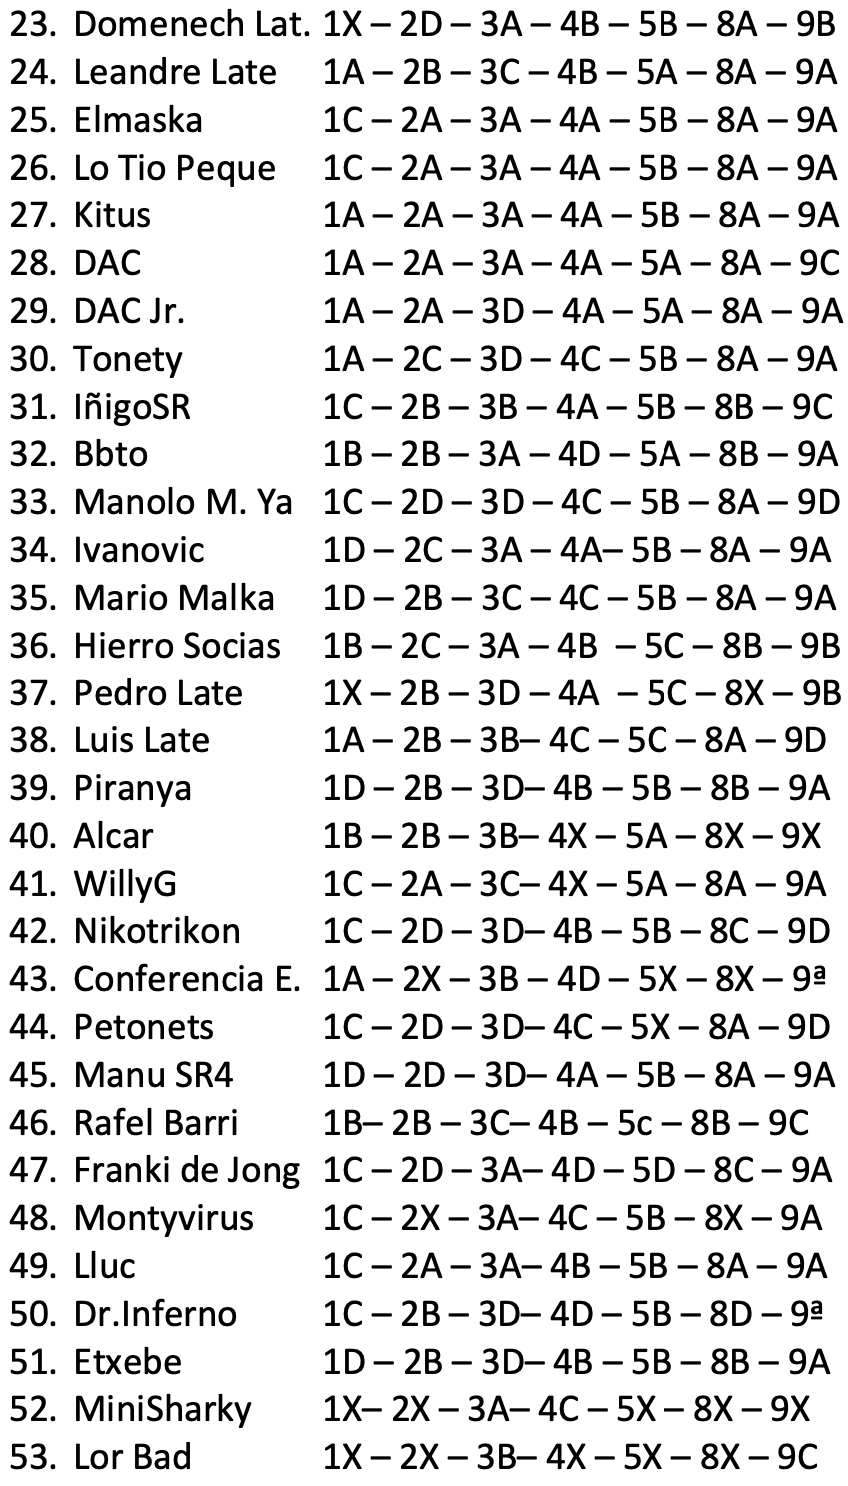 23. Domenech Lat. 1X – 2D – 3A – 4B – 5B – 8A – 9B
24. Leandre Late 1A – 2B – 3C – 4B – 5A – 8A – 9A
25. Elmaska 1C – 2A – 3A – 4A – 5B – 8A – 9A
26. Lo Tio Peque 1C – 2A – 3A – 4A – 5B – 8A – 9A
27. Kitus 1A – 2A – 3A – 4A – 5B – 8A – 9A
28. DAC 1A – 2A – 3A – 4A – 5A – 8A – 9C
29. DAC Jr. 1A – 2A – 3D – 4A – 5A – 8A – 9A
30. Tonety 1A – 2C – 3D – 4C – 5B – 8A – 9A
31. IñigoSR 1C – 2B – 3B – 4A – 5B – 8B – 9C
32. Bbto 1B – 2B – 3A – 4D – 5A – 8B – 9A
33. Manolo M. Ya 1C – 2D – 3D – 4C – 5B – 8A – 9D
34. Ivanovic 1D – 2C – 3A – 4A– 5B – 8A – 9A
35. Mario Malka 1D – 2B – 3C – 4C – 5B – 8A – 9A
36. Hierro Socias 1B – 2C – 3A – 4B – 5C – 8B – 9B
37. Pedro Late 1X – 2B – 3D – 4A – 5C – 8X – 9B
38. Luis Late 1A – 2B – 3B– 4C – 5C – 8A – 9D
39. Piranya 1D – 2B – 3D– 4B – 5B – 8B – 9A
40. Alcar 1B – 2B – 3B– 4X – 5A – 8X – 9X
41. WillyG 1C – 2A – 3C– 4X – 5A – 8A – 9A
42. Nikotrikon 1C – 2D – 3D– 4B – 5B – 8C – 9D
43. Conferencia E. 1A – 2X – 3B – 4D – 5X – 8X – 9ª
44. Petonets 1C – 2D – 3D– 4C – 5X – 8A – 9D
45. Manu SR4 1D – 2D – 3D– 4A – 5B – 8A – 9A
46. Rafel Barri 1B– 2B – 3C– 4B – 5c – 8B – 9C
47. Franki de Jong 1C – 2D – 3A– 4D – 5D – 8C – 9A
48. Montyvirus 1C – 2X – 3A– 4C – 5B – 8X – 9A
49. Lluc 1C – 2A – 3A– 4B – 5B – 8A – 9A
50. Dr.Inferno 1C – 2B – 3D– 4D – 5B – 8D – 9ª
51. Etxebe 1D – 2B – 3D– 4B – 5B – 8B – 9A
52. MiniSharky 1X– 2X – 3A– 4C – 5X – 8X – 9X
53. Lor Bad 1X – 2X – 3B– 4X – 5X – 8X – 9C